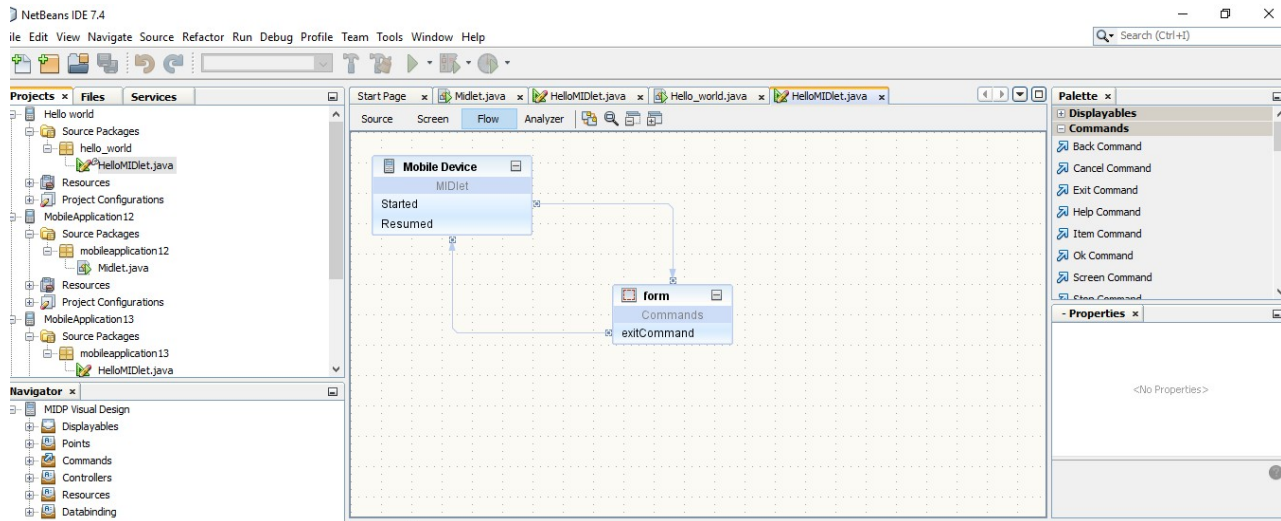 NetBeans IDE 7.4
ile Edit View Navigate Source Refactor Run Debug Profile Team Tools Window Help
Search (Ctrl+I)
Projects Files Services
Hello world
Source Packages
hello_world
HelloMIDlet.java
Resources
Project Configurations
MobileApplication12
Source Packages
mobileapplication12
Midlet.java
Resources
Project Configurations
MobileApplication13
Source Packages
mobileapplication13
HelloMIDlet.java
Navigator
MIDP Visual Design
Displayables
Points
Commands
Controllers
Resources
Databinding
Start Page Midlet.java HelloMIDlet.java Hello_world.java HelloMIDlet.java
Source Screen Flow Analyzer
Mobile Device
MIDlet
Started
Resumed
form
Commands
exitCommand
Palette
Displayables
Commands
Back Command
Cancel Command
Exit Command
Help Command
Item Command
Ok Command
Screen Command
Stop Command
- Properties
<No Properties>